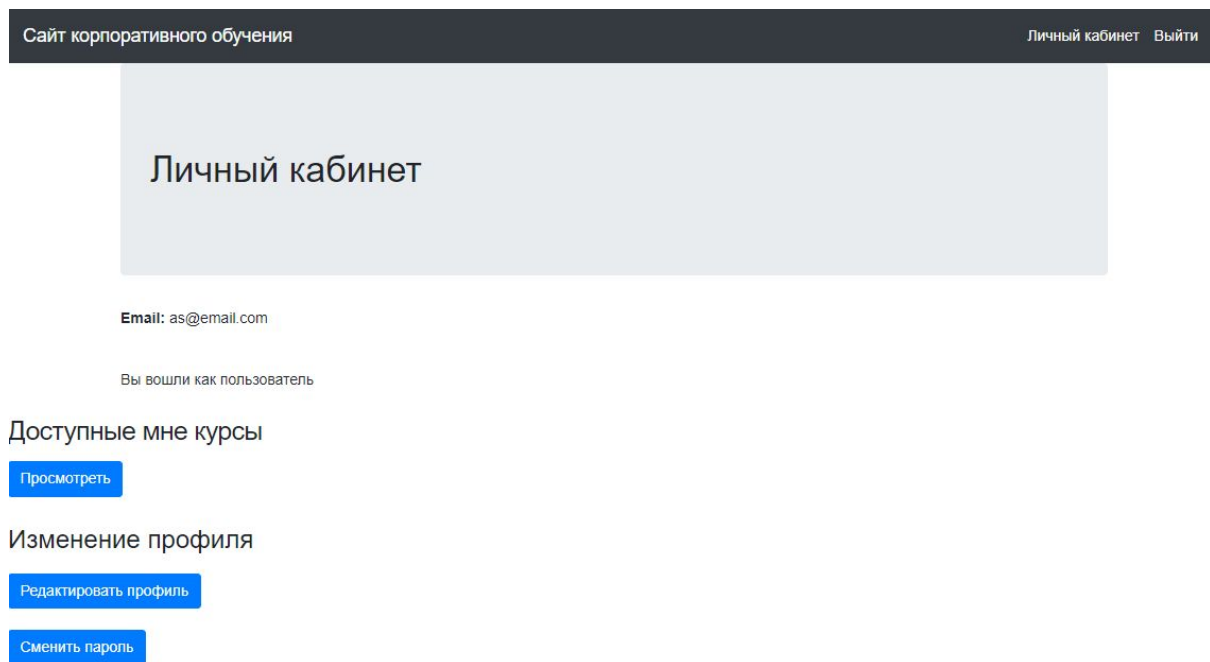 Сайт корпоративного обучения Личный кабинет Выйти
Личный кабинет
Email: as@email.com
Вы вошли как пользователь
Доступные мне курсы
Просмотреть
Изменение профиля
Редактировать профиль
Сменить пароль